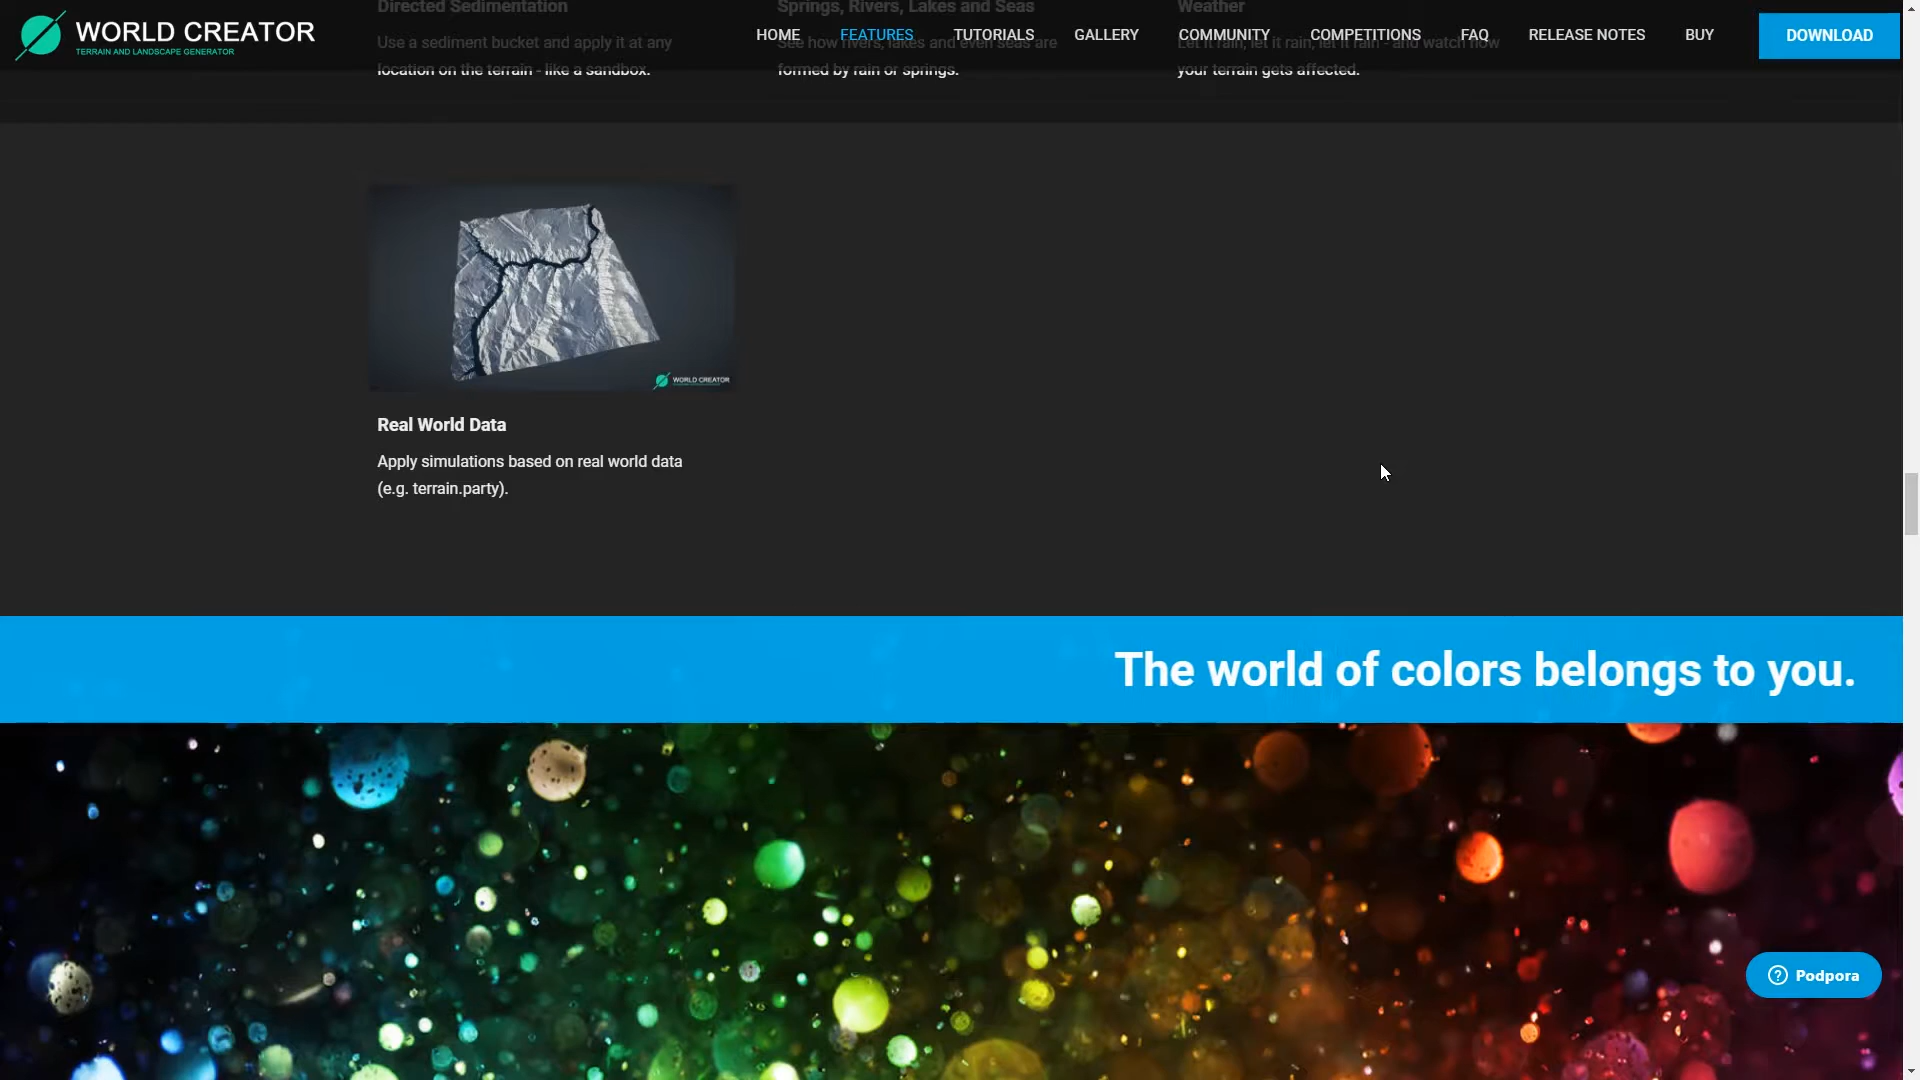 WORLD CREATOR
TERRAIN AND LANDSCAPE GENERATOR
HOME
FEATURES
TUTORIALS
GALLERY
COMMUNITY
COMPETITIONS
FAQ
RELEASE NOTES
BUY
DOWNLOAD
Directed Sedimentation
Use a sediment bucket and apply it at any
location on the terrain - like a sandbox.
Springs, Rivers, Lakes and Seas
See how rivers, lakes and even seas are
formed by rain or springs.
Weather
Let it rain, let it rain, let it rain - and watch how
your terrain gets affected.
WORLD CREATOR
Real World Data
Apply simulations based on real world data
(e.g. terrain.party).
The world of colors belongs to you.
Podpora